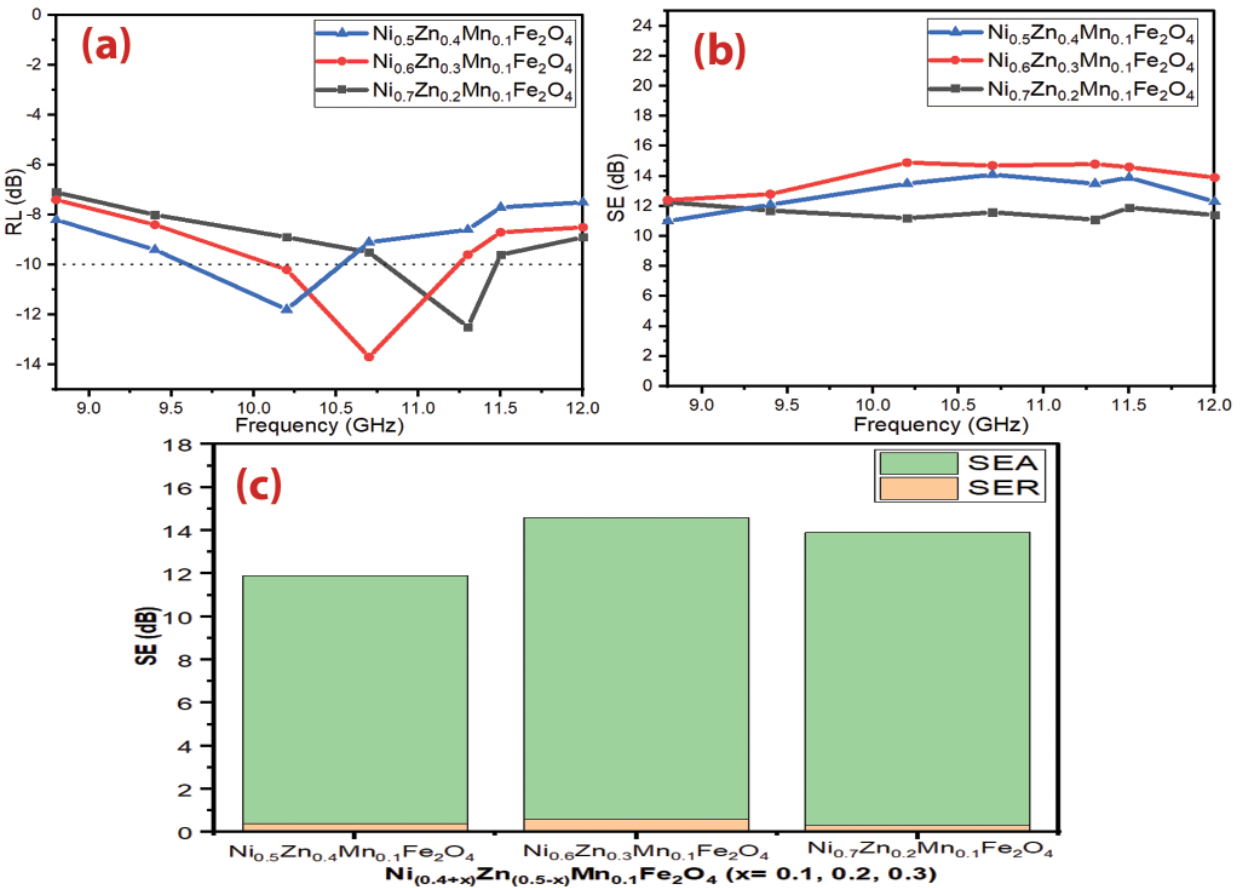 (a)
Ni0.5Zn0.4Mn0.1Fe2O4
Ni0.6Zn0.3Mn0.1Fe2O4
Ni0.7Zn0.2Mn0.1Fe2O4
0
-2
-4
-6
-8
-10
-12
-14
RL (dB)
9.0 9.5 10.0 10.5 11.0 11.5 12.0
Frequency (GHz)
(b)
Ni0.5Zn0.4Mn0.1Fe2O4
Ni0.6Zn0.3Mn0.1Fe2O4
Ni0.7Zn0.2Mn0.1Fe2O4
24
22
20
18
16
14
12
10
8
6
4
2
0
SE (dB)
9.0 9.5 10.0 10.5 11.0 11.5 12.0
Frequency (GHz)
(c)
SEA
SER
18
16
14
12
10
8
6
4
2
0
SE (dB)
Ni0.5Zn0.4Mn0.1Fe2O4 Ni0.6Zn0.3Mn0.1Fe2O4 Ni0.7Zn0.2Mn0.1Fe2O4
Ni(0.4+x)Zn(0.5-x)Mn0.1Fe2O4 (x= 0.1, 0.2, 0.3)